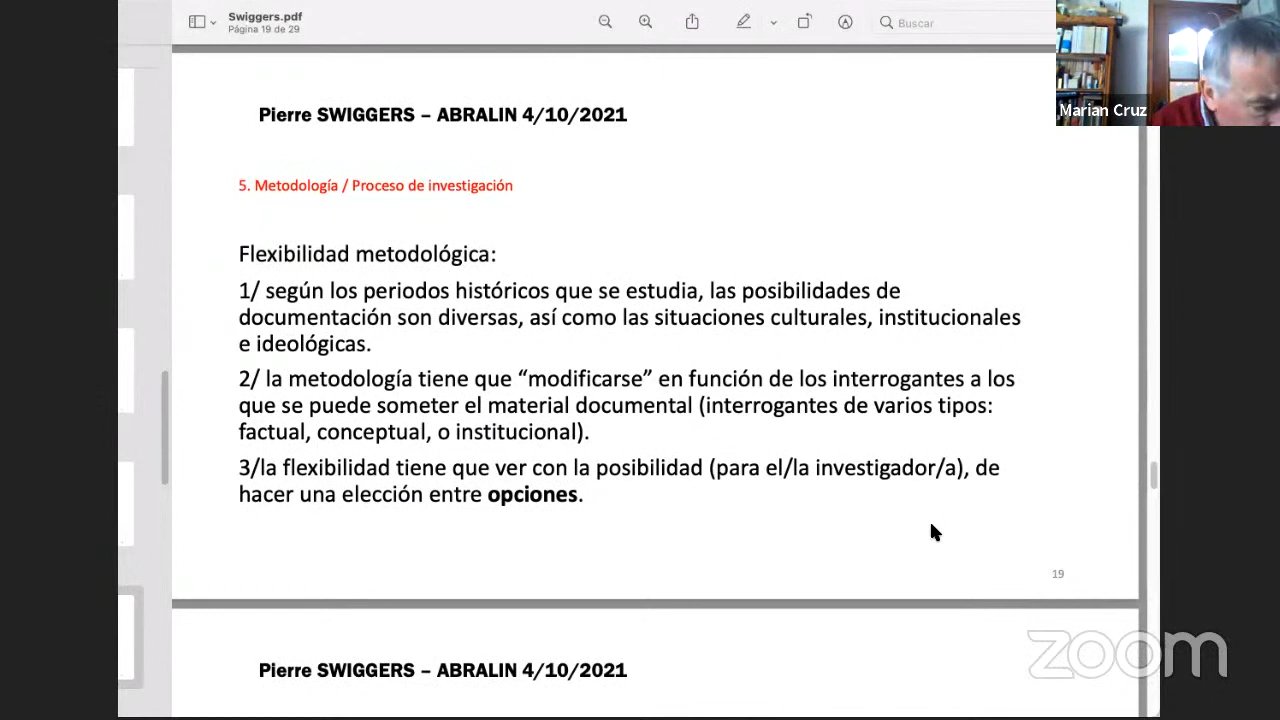 Swiggers.pdf
Página 19 de 29
Buscar
Marian Cruz
Pierre SWIGGERS – ABRALIN 4/10/2021
5. Metodología / Proceso de investigación
Flexibilidad metodológica:
1/ según los periodos históricos que se estudia, las posibilidades de
documentación son diversas, así como las situaciones culturales, institucionales
e ideológicas.
2/ la metodología tiene que “modificarse” en función de los interrogantes a los
que se puede someter el material documental (interrogantes de varios tipos:
factual, conceptual, o institucional).
3/la flexibilidad tiene que ver con la posibilidad (para el/la investigador/a), de
hacer una elección entre opciones.
19
Pierre SWIGGERS – ABRALIN 4/10/2021
zoom